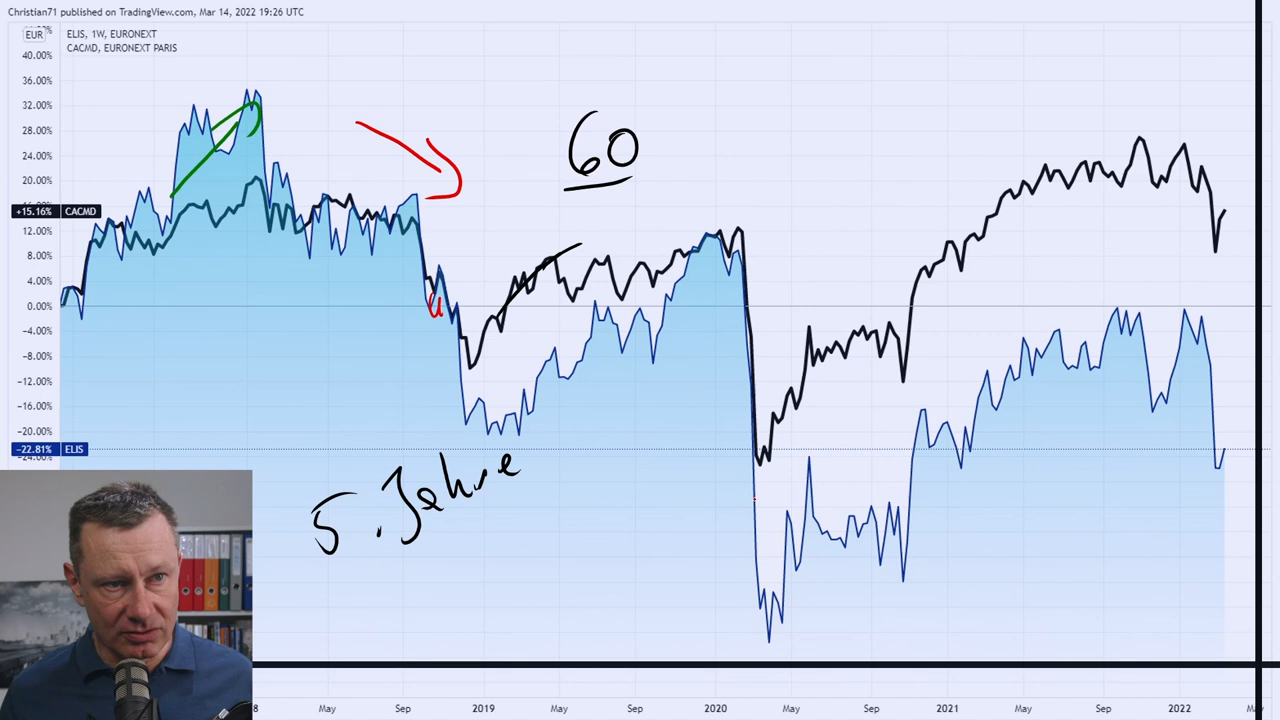 Christian71 published on TradingView.com, Mar 14, 2022 19:26 UTC
EUR
ELIS, 1W, EURONEXT
CACMD, EURONEXT PARIS
40.00%
36.00%
32.00%
28.00%
24.00%
20.00%
+15.16% CACMD
12.00%
8.00%
4.00%
0.00%
−4.00%
−8.00%
−12.00%
−16.00%
−20.00%
−22.81% ELIS
−24.00%
60
5. Jahre
8 May Sep 2019 May Sep 2020 May Sep 2021 May Sep 2022